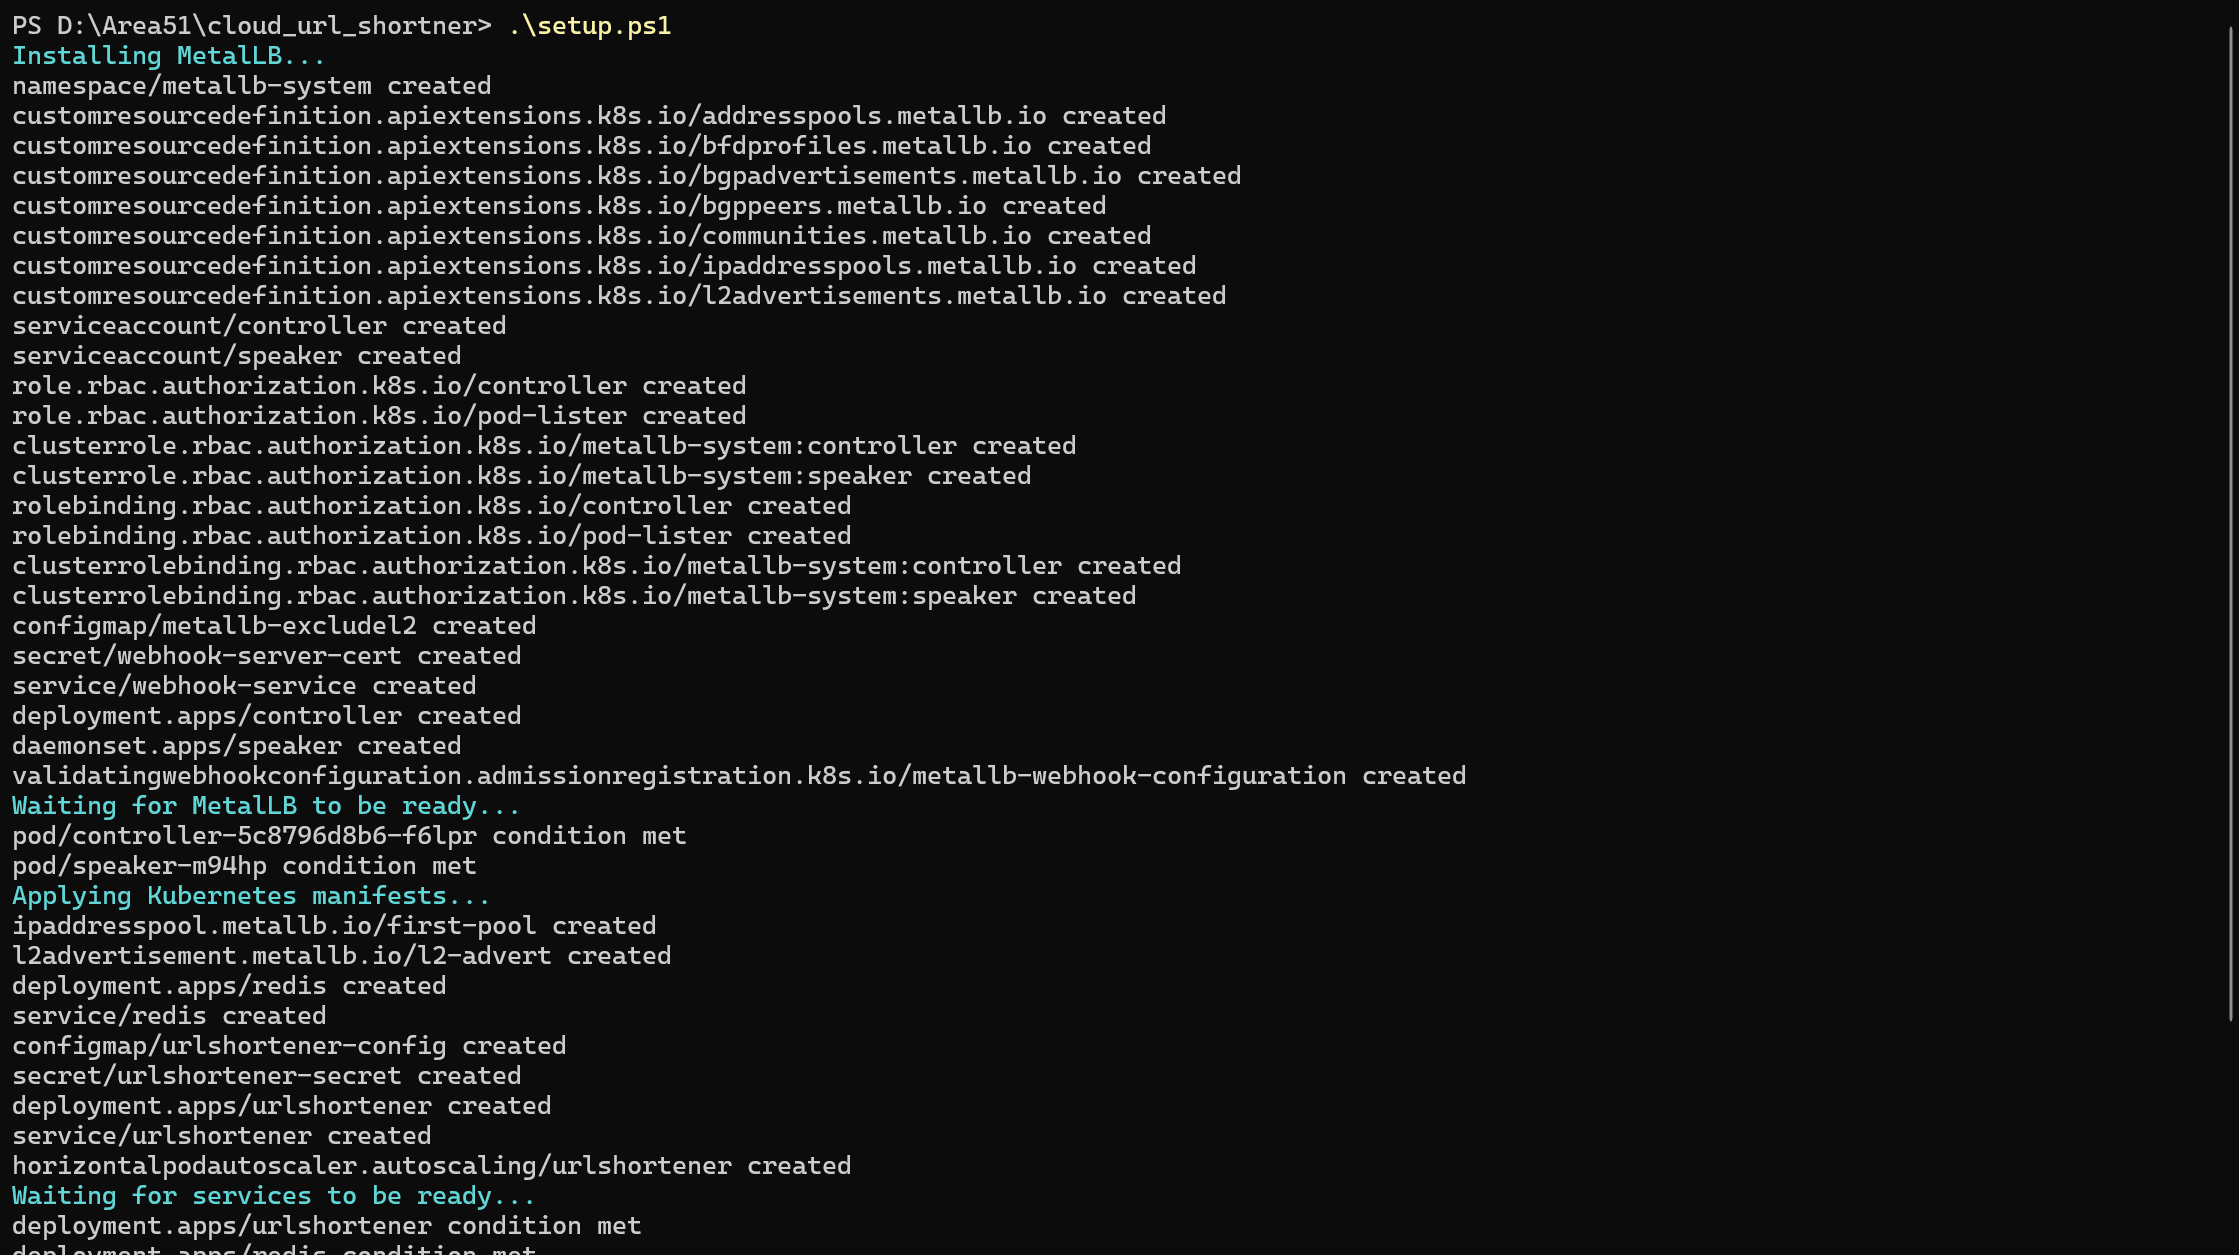 PS D:\Area51\cloud_url_shortner> .\setup.ps1
Installing MetalLB...
namespace/metallb-system created
customresourcedefinition.apiextensions.k8s.io/addresspools.metallb.io created
customresourcedefinition.apiextensions.k8s.io/bfdprofiles.metallb.io created
customresourcedefinition.apiextensions.k8s.io/bgpadvertisements.metallb.io created
customresourcedefinition.apiextensions.k8s.io/bgppeers.metallb.io created
customresourcedefinition.apiextensions.k8s.io/communities.metallb.io created
customresourcedefinition.apiextensions.k8s.io/ipaddresspools.metallb.io created
customresourcedefinition.apiextensions.k8s.io/l2advertisements.metallb.io created
serviceaccount/controller created
serviceaccount/speaker created
role.rbac.authorization.k8s.io/controller created
role.rbac.authorization.k8s.io/pod-lister created
clusterrole.rbac.authorization.k8s.io/metallb-system:controller created
clusterrole.rbac.authorization.k8s.io/metallb-system:speaker created
rolebinding.rbac.authorization.k8s.io/controller created
rolebinding.rbac.authorization.k8s.io/pod-lister created
clusterrolebinding.rbac.authorization.k8s.io/metallb-system:controller created
clusterrolebinding.rbac.authorization.k8s.io/metallb-system:speaker created
configmap/metallb-excludel2 created
secret/webhook-server-cert created
service/webhook-service created
deployment.apps/controller created
daemonset.apps/speaker created
validatingwebhookconfiguration.admissionregistration.k8s.io/metallb-webhook-configuration created
Waiting for MetalLB to be ready...
pod/controller-5c8796d8b6-f6lpr condition met
pod/speaker-m94hp condition met
Applying Kubernetes manifests...
ipaddresspool.metallb.io/first-pool created
l2advertisement.metallb.io/l2-advert created
deployment.apps/redis created
service/redis created
configmap/urlshortener-config created
secret/urlshortener-secret created
deployment.apps/urlshortener created
service/urlshortener created
horizontalpodautoscaler.autoscaling/urlshortener created
Waiting for services to be ready...
deployment.apps/urlshortener condition met
deployment.apps/redis condition met